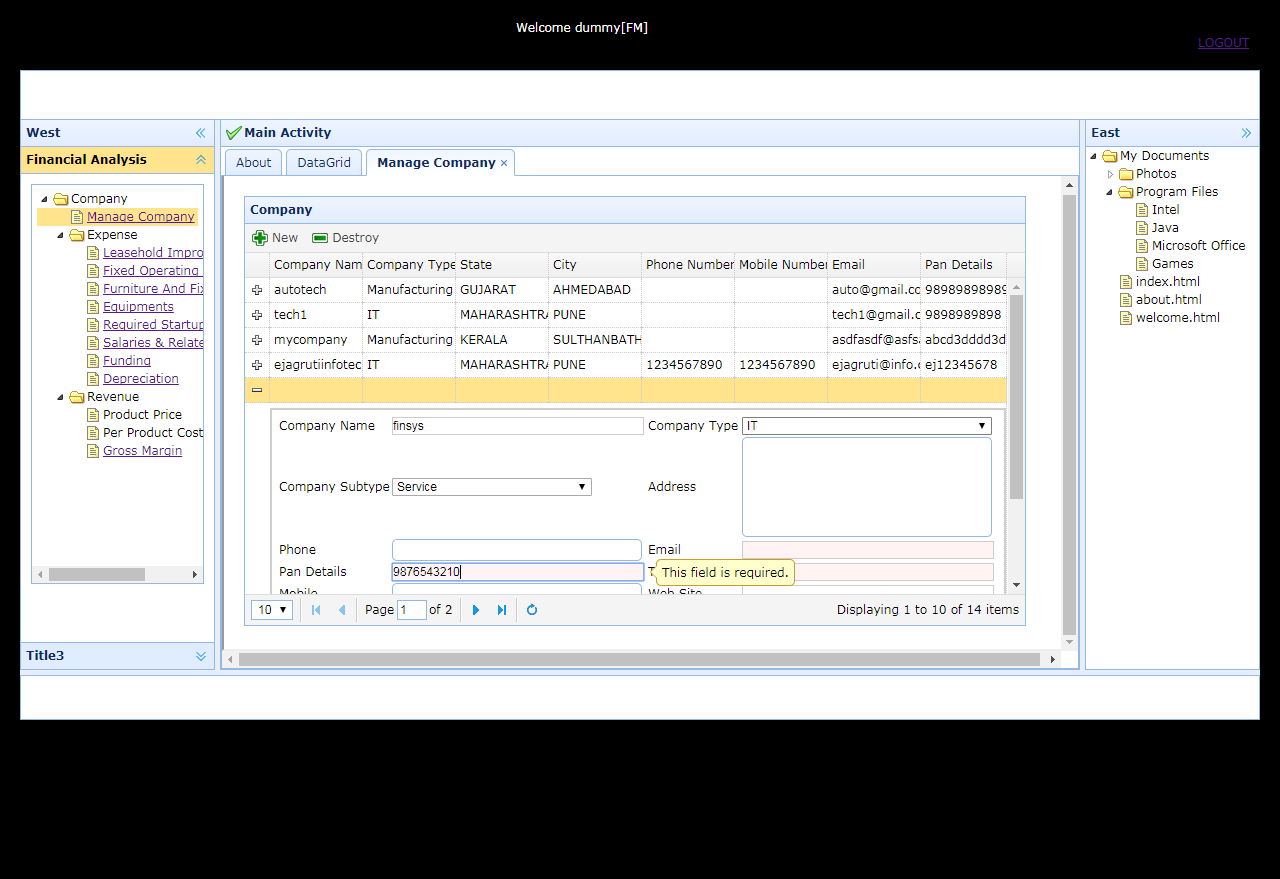 Welcome dummy[FM]
LOGOUT
West
Financial Analysis
Company
Manage Company
Expense
Leasehold Impro
Fixed Operating
Furniture And Fix
Equipments
Required Startup
Salaries & Relate
Funding
Depreciation
Revenue
Product Price
Per Product Cost
Gross Margin
Title3
Main Activity
About DataGrid Manage Company ×
Company
New Destroy
Company Nam Company Type State City Phone Number Mobile Number Email Pan Details
autotech Manufacturing GUJARAT AHMEDABAD auto@gmail.co 98989898989
tech1 IT MAHARASHTRA PUNE tech1@gmail.c 9898989898
mycompany Manufacturing KERALA SULTHANBATH asdfasdf@asfsa abcd3dddd3d
ejagrutiinfotec IT MAHARASHTRA PUNE 1234567890 1234567890 ejagruti@info.c ej12345678
Company Name finsys Company Type IT
Company Subtype Service Address
Phone Email
Pan Details 9876543210 T This field is required.
Mobile Web Site
10 Page 1 of 2 Displaying 1 to 10 of 14 items
East
My Documents
Photos
Program Files
Intel
Java
Microsoft Office
Games
index.html
about.html
welcome.html